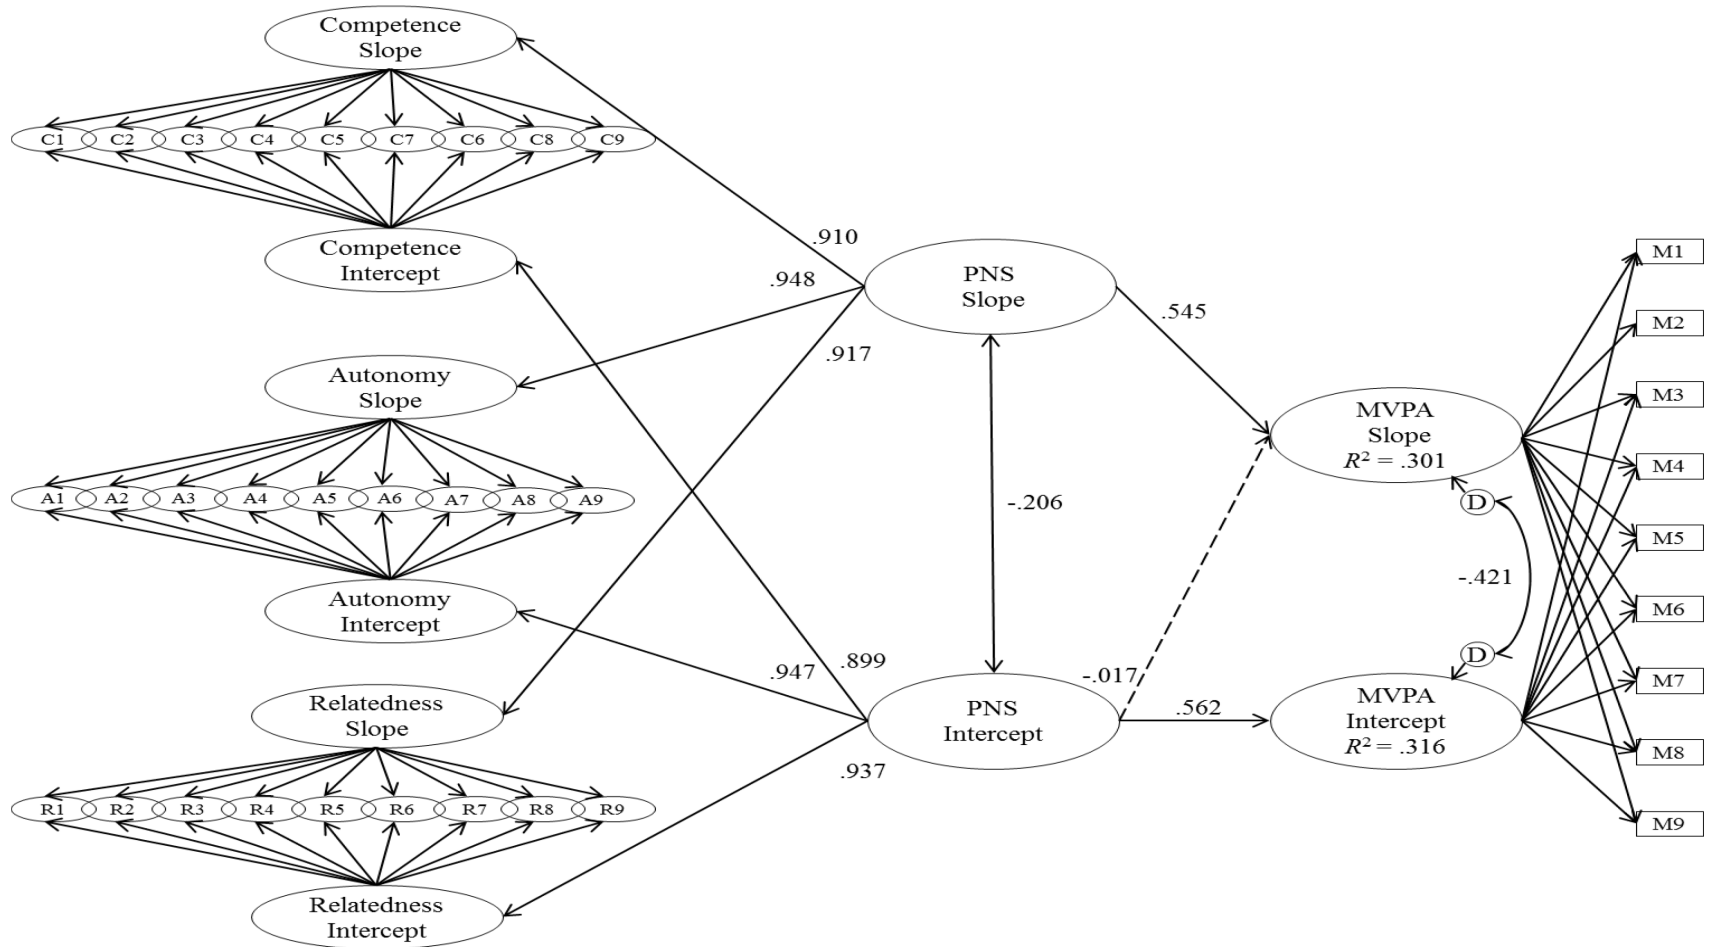 Competence
Slope
C1 C2 C3 C4 C5 C7 C6 C8 C9
Competence
Intercept
Autonomy
Slope
A1 A2 A3 A4 A5 A6 A7 A8 A9
Autonomy
Intercept
Relatedness
Slope
R1 R2 R3 R4 R5 R6 R7 R8 R9
Relatedness
Intercept
.910
.948
.917
.947
.899
.937
PNS
Slope
-.206
PNS
Intercept
.545
-.017
.562
MVPA
Slope
R² = .301
D
-.421
D
MVPA
Intercept
R² = .316
M1
M2
M3
M4
M5
M6
M7
M8
M9